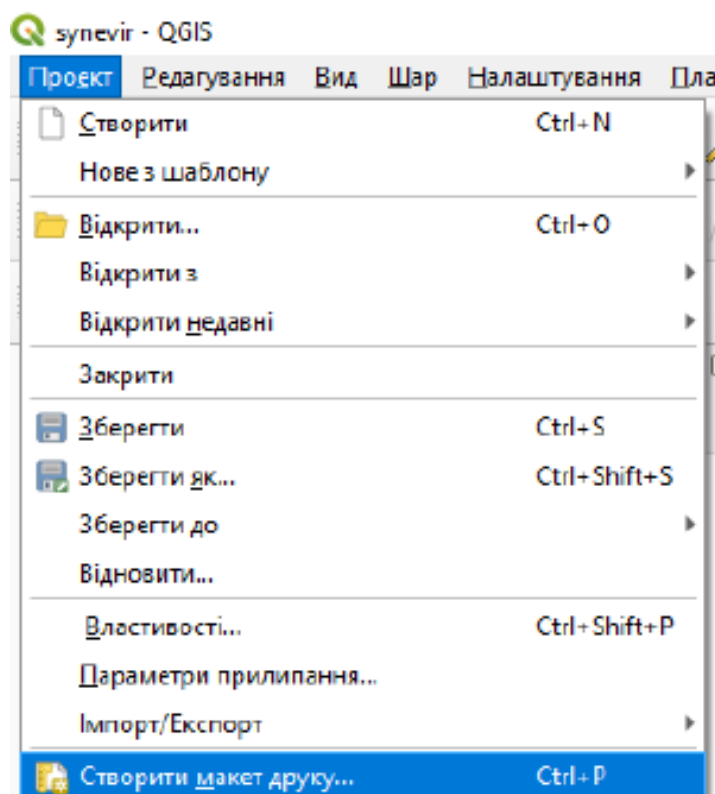 synevir - QGIS
Проєкт Редагування Вид Шар Налаштування Пла
Створити Ctrl+N
Нове з шаблону
Відкрити... Ctrl+O
Відкрити з
Відкрити недавні
Закрити
Зберегти Ctrl+S
Зберегти як... Ctrl+Shift+S
Зберегти до
Відновити...
Властивості... Ctrl+Shift+P
Параметри прилипання...
Імпорт/Експорт
Створити макет друку... Ctrl+P